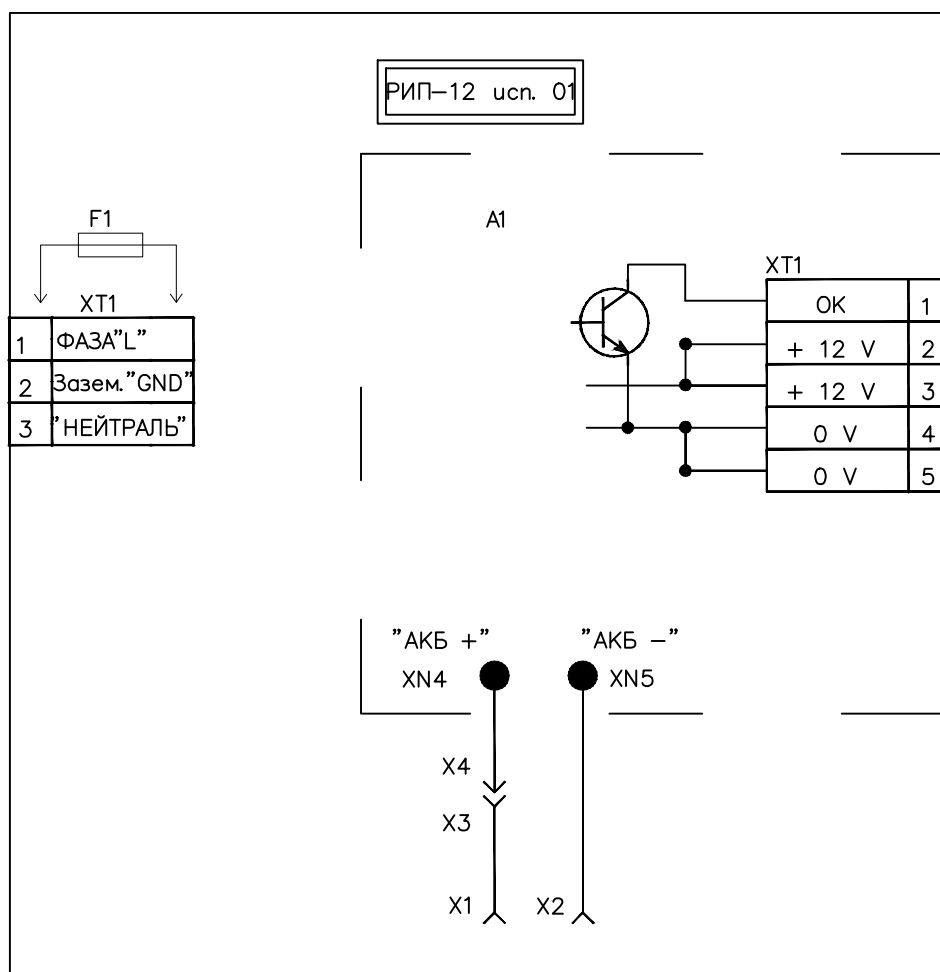 РИП-12 исп. 01
A1
F1
XT1
1 ФАЗА"L"
2 Зазем."GND"
3 "НЕЙТРАЛЬ"
XT1
ОК 1
+ 12 V 2
+ 12 V 3
0 V 4
0 V 5
"АКБ +" "АКБ -"
XN4 XN5
X4
X3
X1 X2